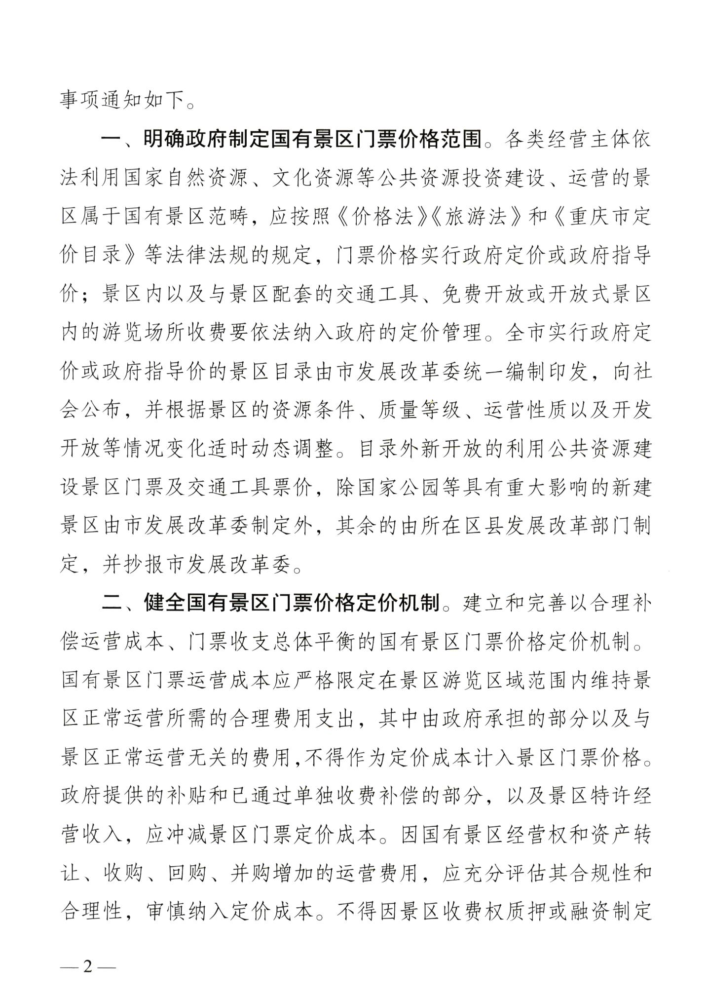 事项通知如下。
一、明确政府制定国有景区门票价格范围。各类经营主体依
法利用国家自然资源、文化资源等公共资源投资建设、运营的景
区属于国有景区范畴，应按照《价格法》《旅游法》和《重庆市定
价目录》等法律法规的规定，门票价格实行政府定价或政府指导
价；景区内以及与景区配套的交通工具、免费开放或开放式景区
内的游览场所收费要依法纳入政府的定价管理。全市实行政府定
价或政府指导价的景区目录由市发展改革委统一编制印发，向社
会公布，并根据景区的资源条件、质量等级、运营性质以及开发
开放等情况变化适时动态调整。目录外新开放的利用公共资源建
设景区门票及交通工具票价，除国家公园等具有重大影响的新建
景区由市发展改革委制定外，其余的由所在区县发展改革部门制
定，并抄报市发展改革委。
二、健全国有景区门票价格定价机制。建立和完善以合理补
偿运营成本、门票收支总体平衡的国有景区门票价格定价机制。
国有景区门票运营成本应严格限定在景区游览区域范围内维持景
区正常运营所需的合理费用支出，其中由政府承担的部分以及与
景区正常运营无关的费用，不得作为定价成本计入景区门票价格。
政府提供的补贴和已通过单独收费补偿的部分，以及景区特许经
营收入，应冲减景区门票定价成本。因国有景区经营权和资产转
让、收购、回购、并购增加的运营费用，应充分评估其合规性和
合理性，审慎纳入定价成本。不得因景区收费权质押或融资制定
— 2 —